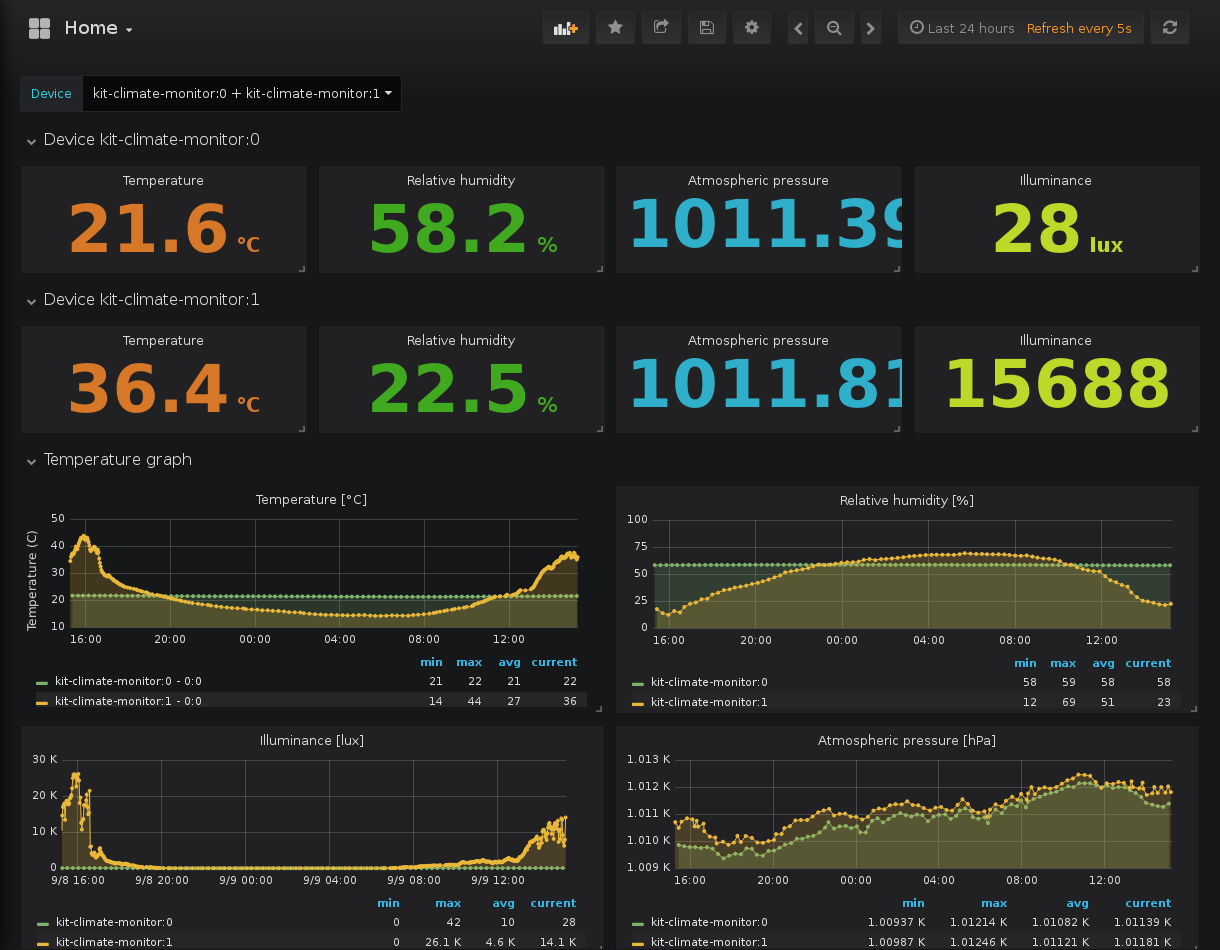 Home
Last 24 hours Refresh every 5s
Device kit-climate-monitor:0 + kit-climate-monitor:1
Device kit-climate-monitor:0
Temperature Relative humidity Atmospheric pressure Illuminance
21.6 °C 58.2 % 1011.39 28 lux
Device kit-climate-monitor:1
Temperature Relative humidity Atmospheric pressure Illuminance
36.4 °C 22.5 % 1011.81 15688
Temperature graph
Temperature [°C]
Temperature (C)
50
40
30
20
10
16:00 20:00 00:00 04:00 08:00 12:00
min max avg current
kit-climate-monitor:0 - 0:0 21 22 21 22
kit-climate-monitor:1 - 0:0 14 44 27 36
Relative humidity [%]
100
75
50
25
0
16:00 20:00 00:00 04:00 08:00 12:00
min max avg current
kit-climate-monitor:0 58 59 58 58
kit-climate-monitor:1 12 69 51 23
Illuminance [lux]
30 K
20 K
10 K
0
9/8 16:00 9/8 20:00 9/9 00:00 9/9 04:00 9/9 08:00 9/9 12:00
min max avg current
kit-climate-monitor:0 0 42 10 28
kit-climate-monitor:1 0 26.1 K 4.6 K 14.1 K
Atmospheric pressure [hPa]
1.013 K
1.012 K
1.011 K
1.010 K
1.009 K
16:00 20:00 00:00 04:00 08:00 12:00
min max avg current
kit-climate-monitor:0 1.00937 K 1.01214 K 1.01082 K 1.01139 K
kit-climate-monitor:1 1.00987 K 1.01246 K 1.01121 K 1.01181 K